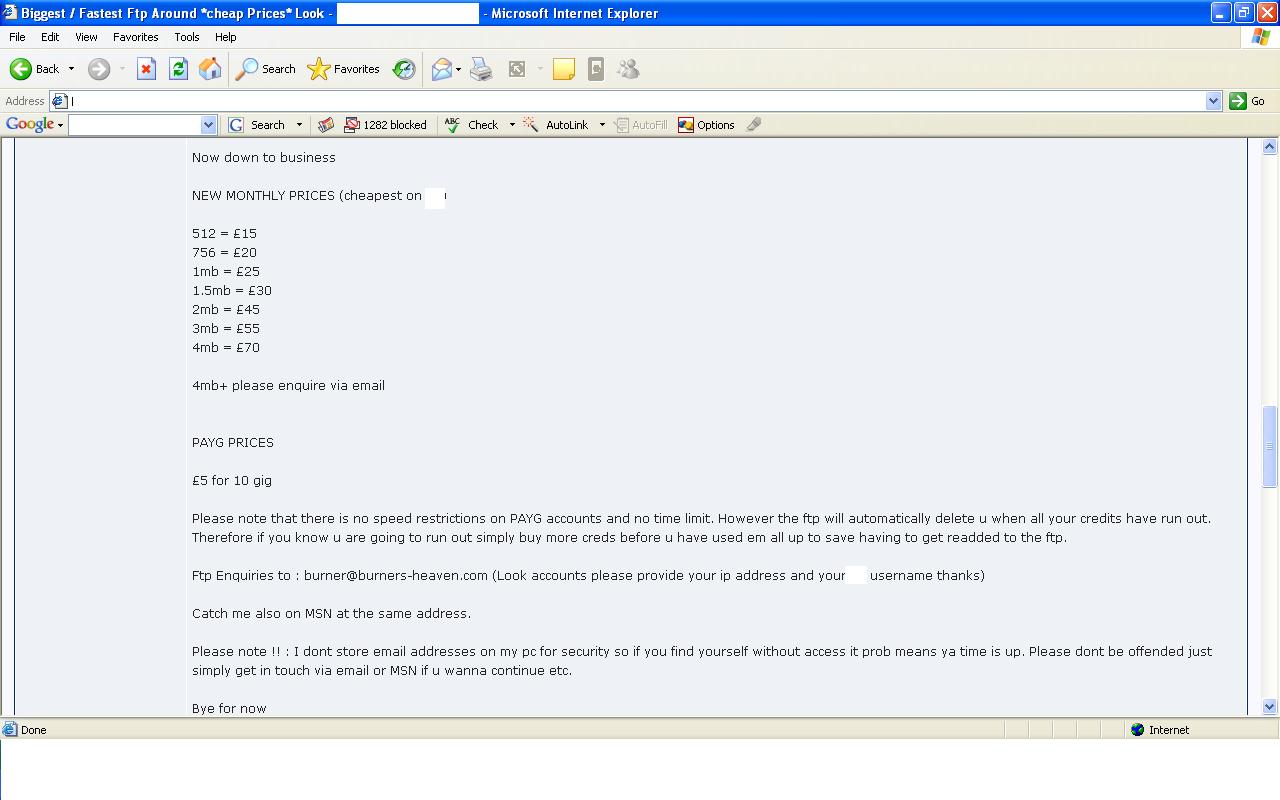 Biggest / Fastest Ftp Around *cheap Prices* Look - - Microsoft Internet Explorer
File Edit View Favorites Tools Help
Back Search Favorites
Address Go
Google Search 1282 blocked ABC Check AutoLink AutoFill Options
Now down to business
NEW MONTHLY PRICES (cheapest on
512 = £15
756 = £20
1mb = £25
1.5mb = £30
2mb = £45
3mb = £55
4mb = £70
4mb+ please enquire via email
PAYG PRICES
£5 for 10 gig
Please note that there is no speed restrictions on PAYG accounts and no time limit. However the ftp will automatically delete u when all your credits have run out.
Therefore if you know u are going to run out simply buy more creds before u have used em all up to save having to get readded to the ftp.
Ftp Enquiries to : burner@burners-heaven.com (Look accounts please provide your ip address and your username thanks)
Catch me also on MSN at the same address.
Please note !! : I dont store email addresses on my pc for security so if you find yourself without access it prob means ya time is up. Please dont be offended just
simply get in touch via email or MSN if u wanna continue etc.
Bye for now
Done Internet